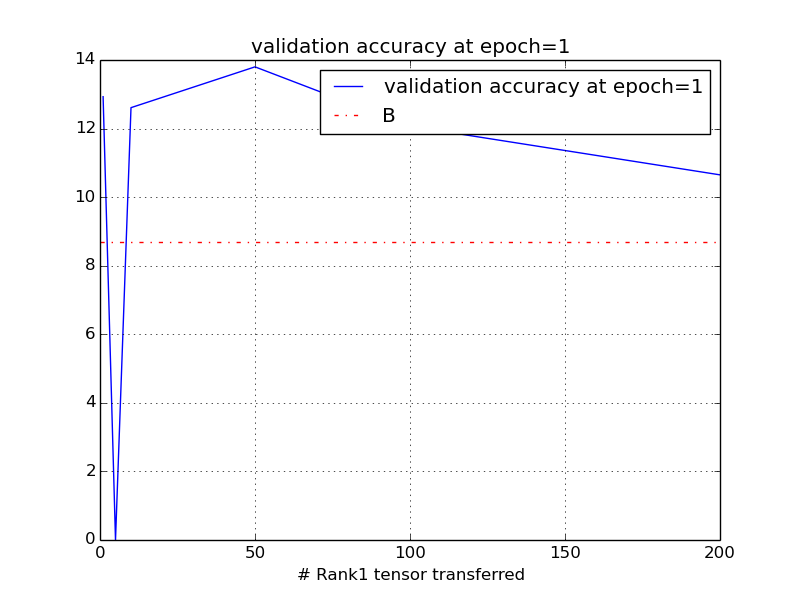 validation accuracy at epoch=1
14
12
10
8
6
4
2
0
validation accuracy at epoch=1
B
0 50 100 150 200
# Rank1 tensor transferred